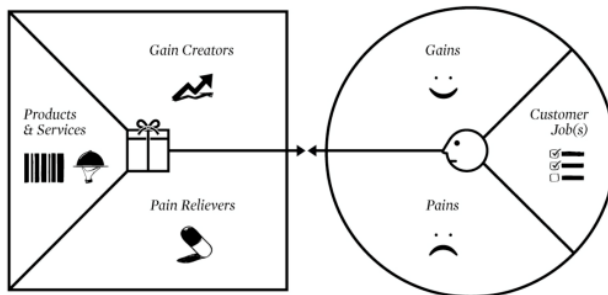 Gain Creators
Gains
Products
& Services
Customer
Job(s)
Pain Relievers
Pains